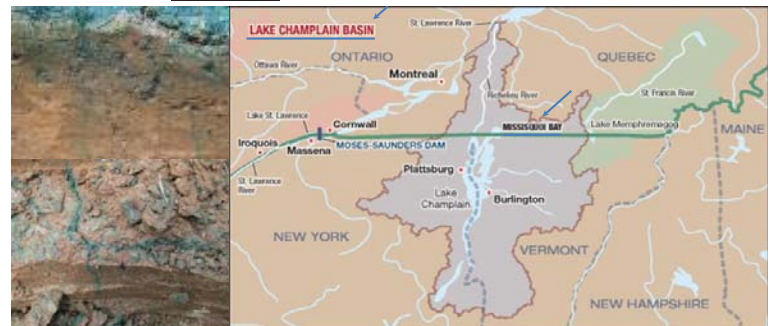 LAKE CHAMPLAIN BASIN
St. Lawrence River
ONTARIO
QUEBEC
Ottawa River
Montreal
Richelieu River
St. Francis River
Lake St. Lawrence
Cornwall
MISSISQUOI BAY
Lake Memphremagog
MAINE
Iroquois
Massena
MOSES-SAUNDERS DAM
St. Lawrence
River
Plattsburg
Lake
Champlain
Burlington
NEW YORK
VERMONT
NEW HAMPSHIRE